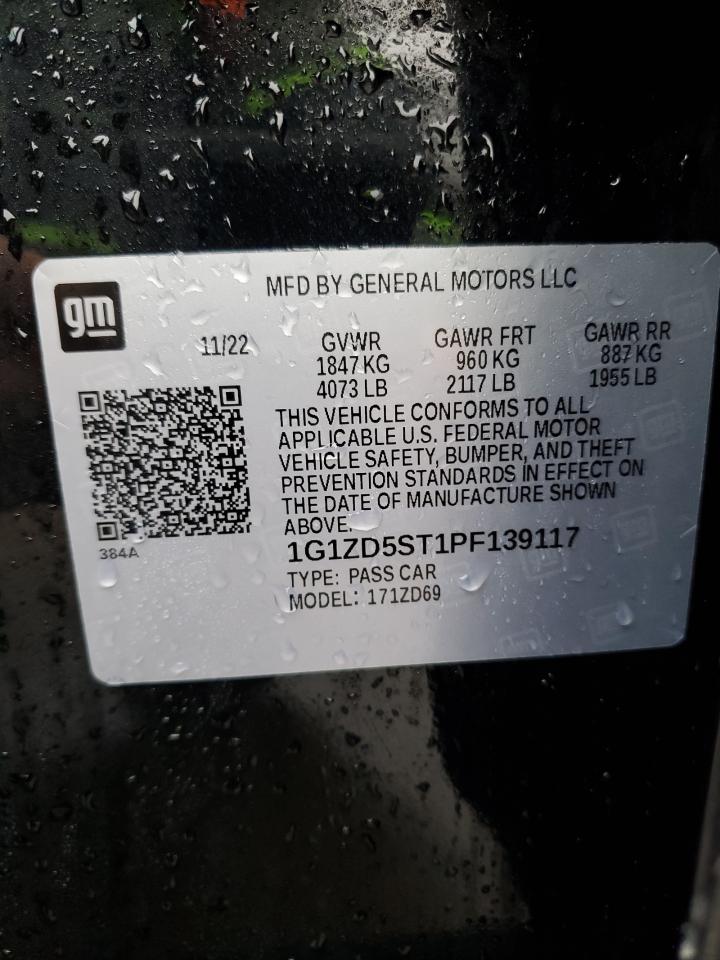 gm
MFD BY GENERAL MOTORS LLC
11/22
GVWR GAWR FRT GAWR RR
1847 KG 960 KG 887 KG
4073 LB 2117 LB 1955 LB
THIS VEHICLE CONFORMS TO ALL
APPLICABLE U.S. FEDERAL MOTOR
VEHICLE SAFETY, BUMPER, AND THEFT
PREVENTION STANDARDS IN EFFECT ON
THE DATE OF MANUFACTURE SHOWN
ABOVE.
384A
1G1ZD5ST1PF139117
TYPE: PASS CAR
MODEL: 171ZD69